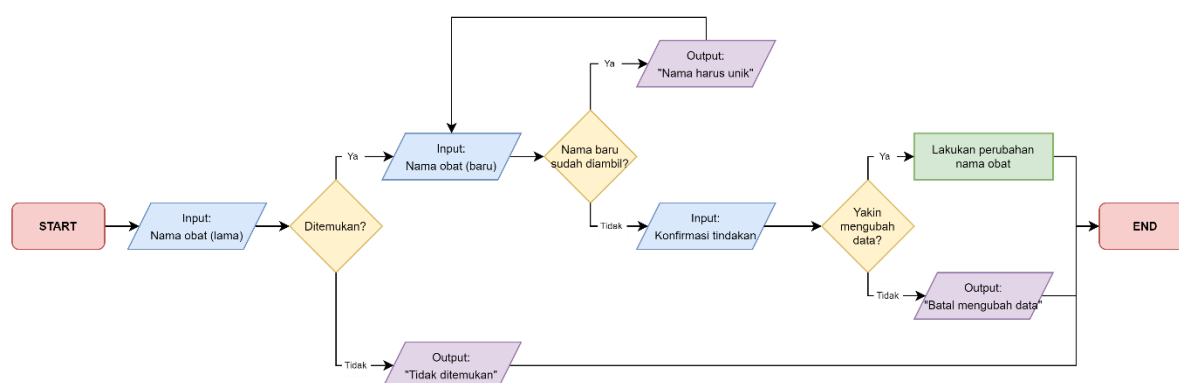 Output:
"Nama harus unik"
Ya
Ya
Input:
Nama obat (baru)
Nama baru
sudah diambil?
Ya
Lakukan perubahan
nama obat
START
Input:
Nama obat (lama)
Ditemukan?
Tidak
Input:
Konfirmasi tindakan
Yakin
mengubah
data?
END
Tidak
Output:
"Batal mengubah data"
Tidak
Output:
"Tidak ditemukan"